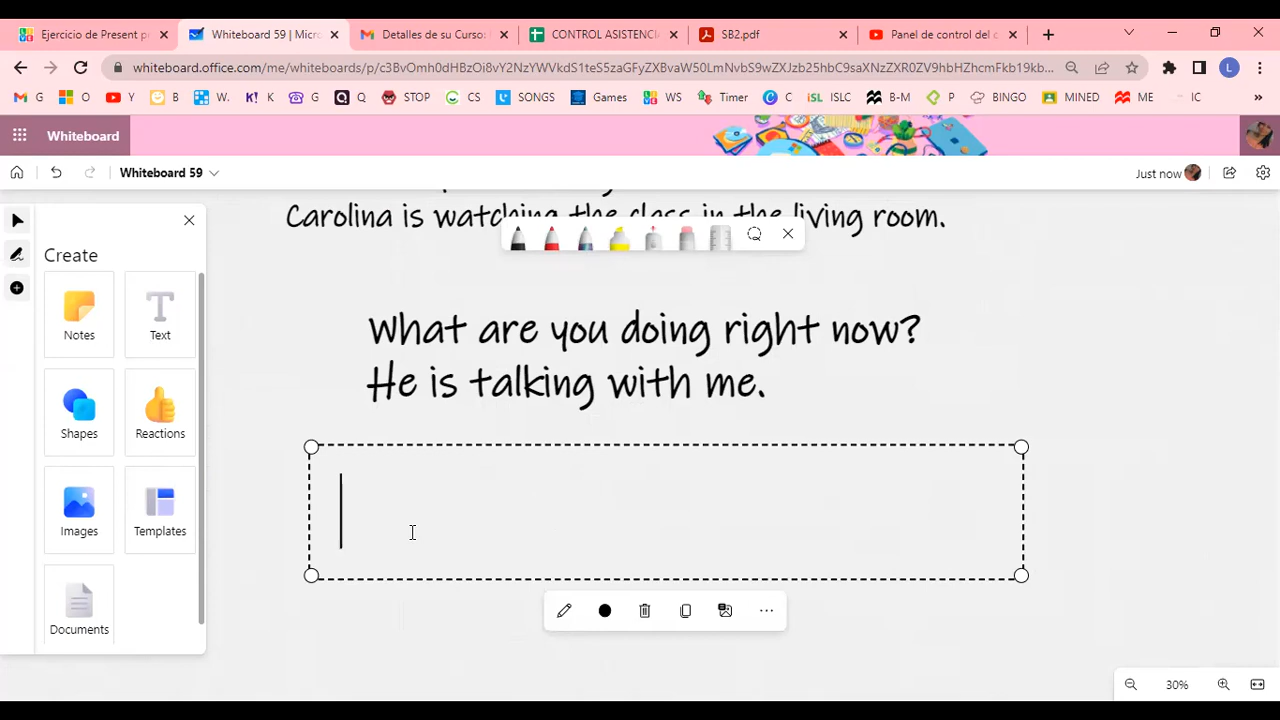 Ejercicio de Present pr
Whiteboard 59 | Micro
Detalles de su Curso:
CONTROL ASISTENCI
SB2.pdf
Panel de control del c
whiteboard.office.com/me/whiteboards/p/c3BvOmh0dHBzOi8vY2NzYWVkdS1teS5zaGFyZXBvaW50LmNvbS9wZXJzb25hbC9saXNzZXR0ZV9hbHZhcmFkb19kb...
G
O
Y
B
W.
K!
G
Q
STOP
CS
SONGS
Games
WS
Timer
C
ISLC
B-M
P
BINGO
MINED
ME
IC
»
Whiteboard
Whiteboard 59
Just now
Create
Notes
Text
Shapes
Reactions
Images
Templates
Documents
Carolina is watching the class in the living room.
What are you doing right now?
He is talking with me.
30%